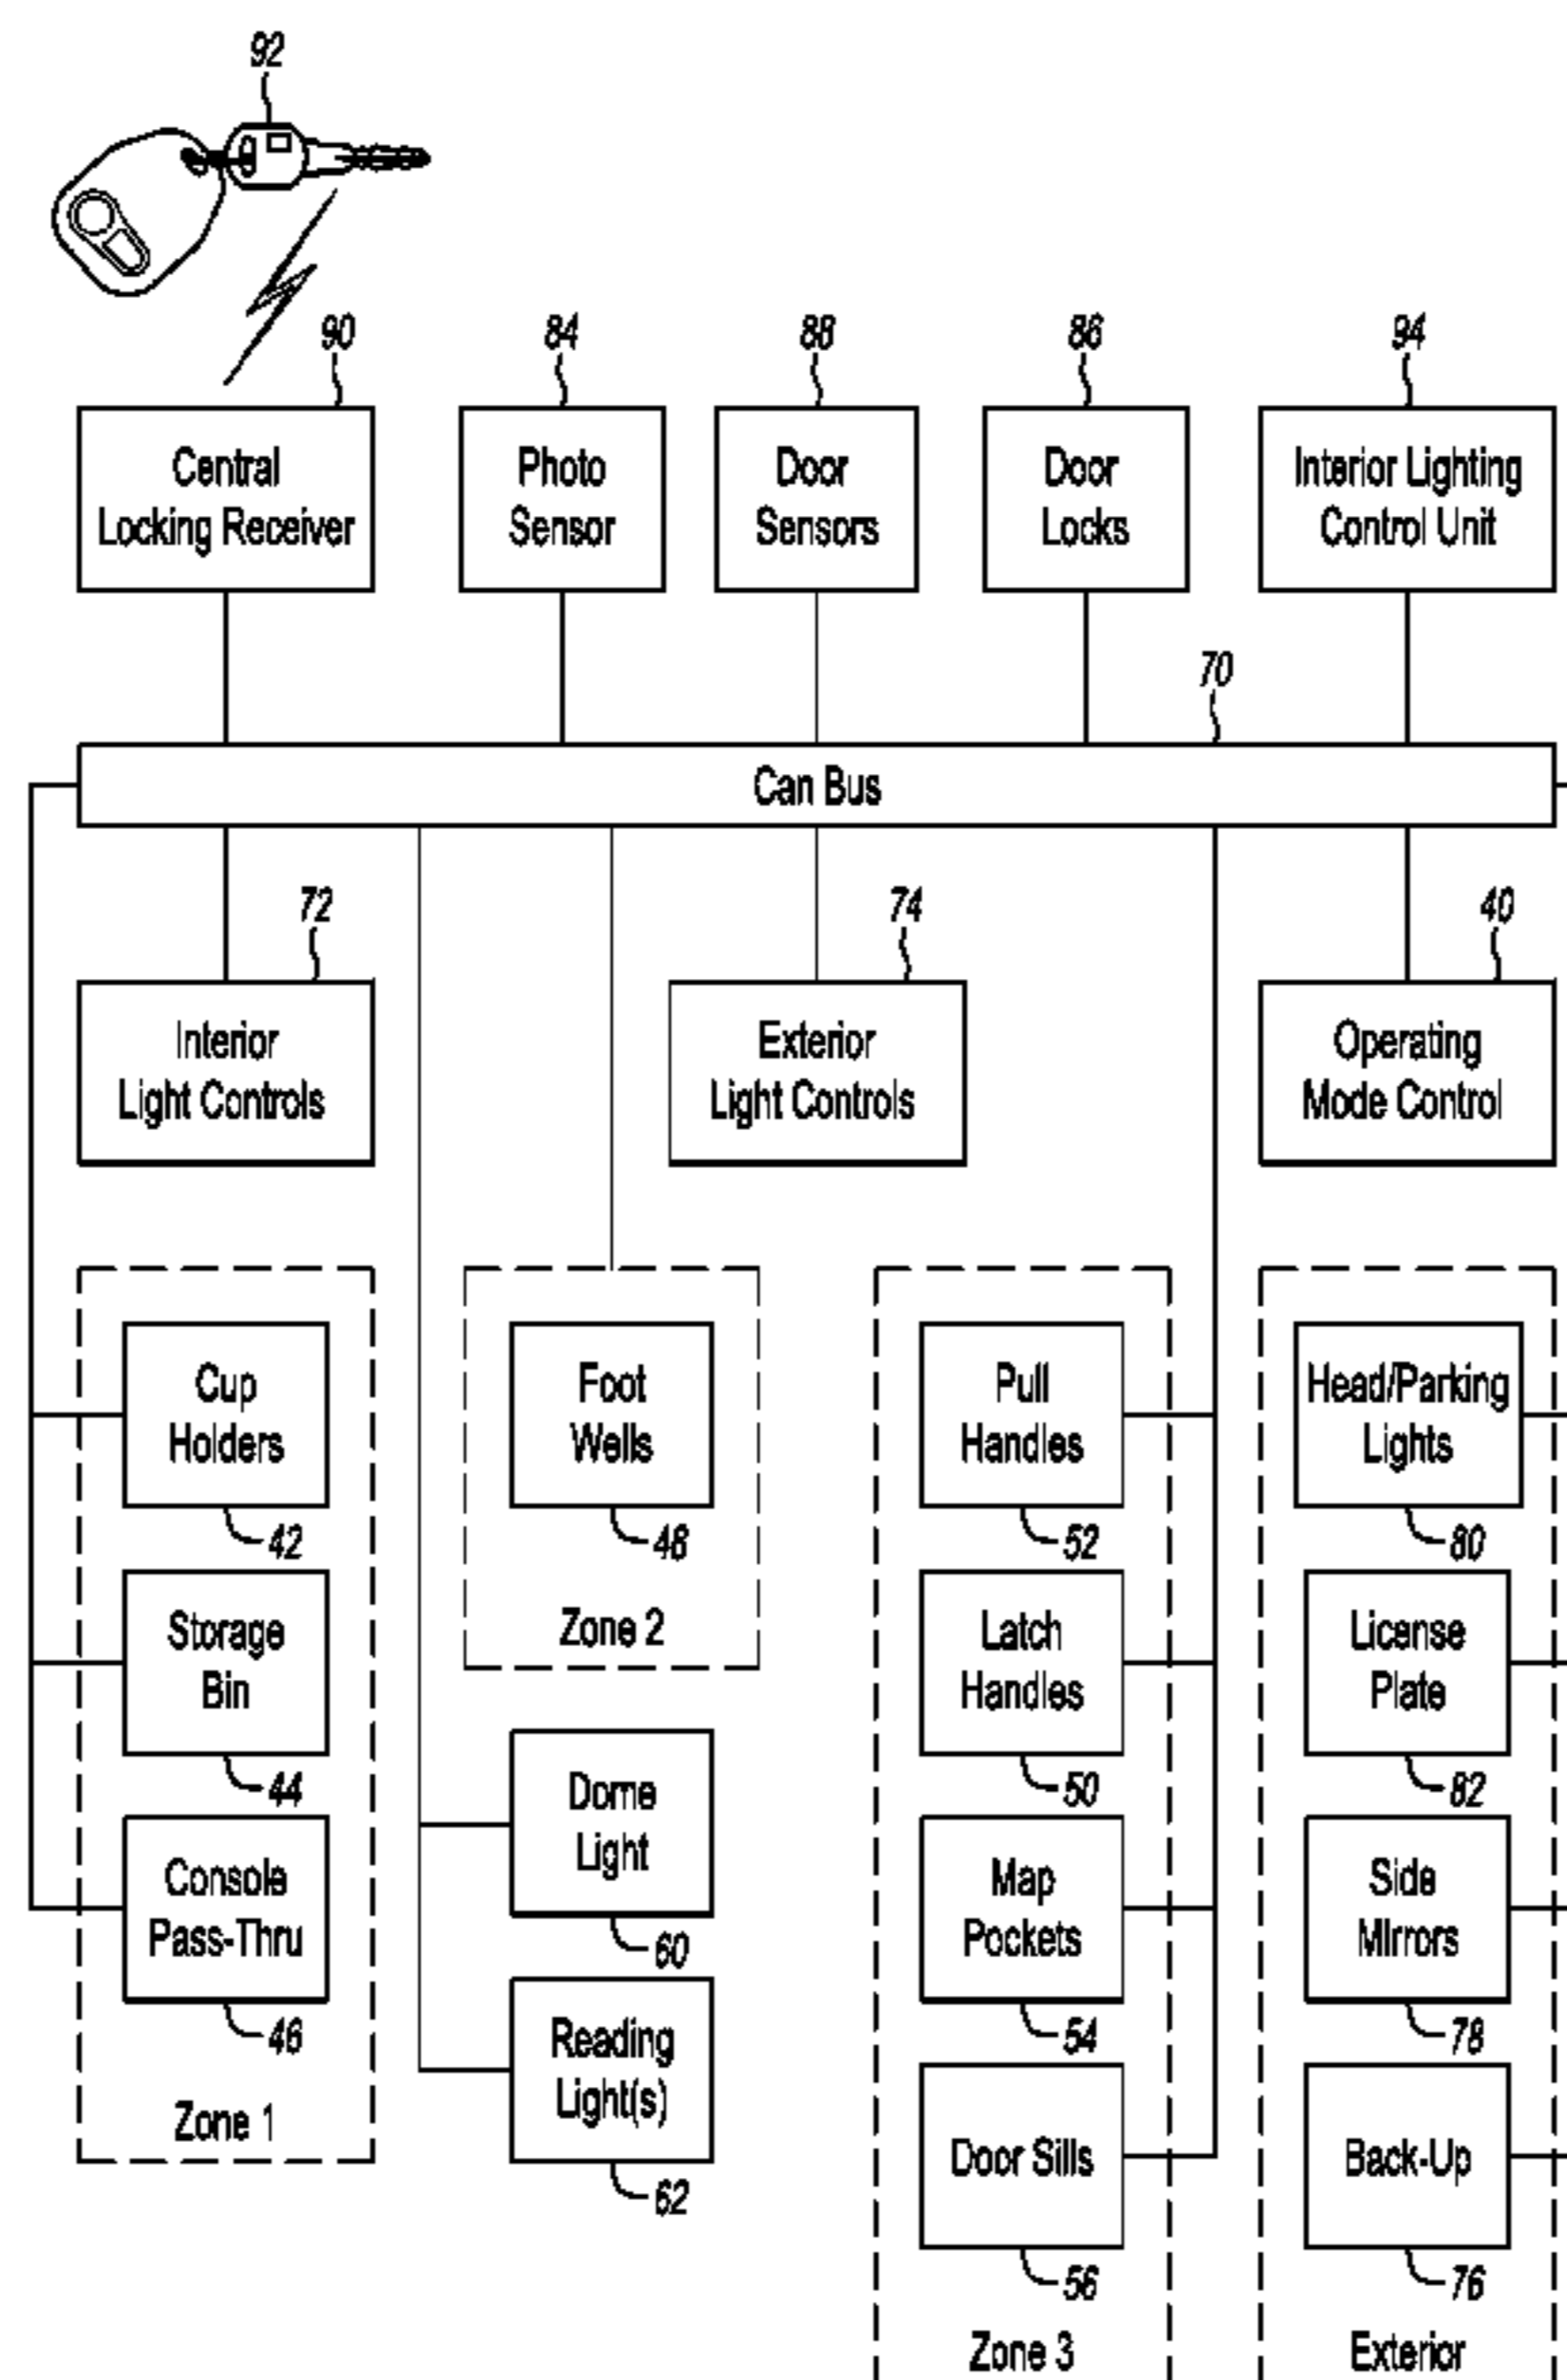 92
90
84
88
86
94
Central
Locking Receiver
Photo
Sensor
Door
Sensors
Door
Locks
Interior Lighting
Control Unit
70
Can Bus
72
74
40
Interior
Light Controls
Exterior
Light Controls
Operating
Mode Control
Cup
Holders
42
Storage
Bin
44
Console
Pass-Thru
46
Zone 1
Foot
Wells
48
Zone 2
Dome
Light
60
Reading
Light(s)
62
Pull
Handles
52
Latch
Handles
50
Map
Pockets
54
Door Sills
56
Zone 3
Head/Parking
Lights
80
License
Plate
82
Side
Mirrors
78
Back-Up
76
Exterior